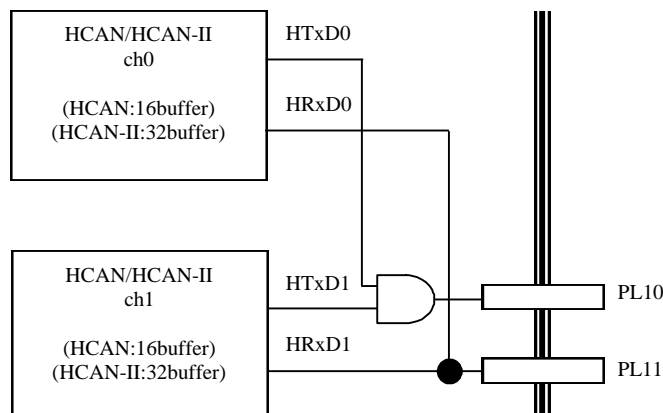 HCAN/HCAN-II
ch0
(HCAN:16buffer)
(HCAN-II:32buffer)
HTxD0
HRxD0
HCAN/HCAN-II
ch1
(HCAN:16buffer)
(HCAN-II:32buffer)
HTxD1
HRxD1
PL10
PL11